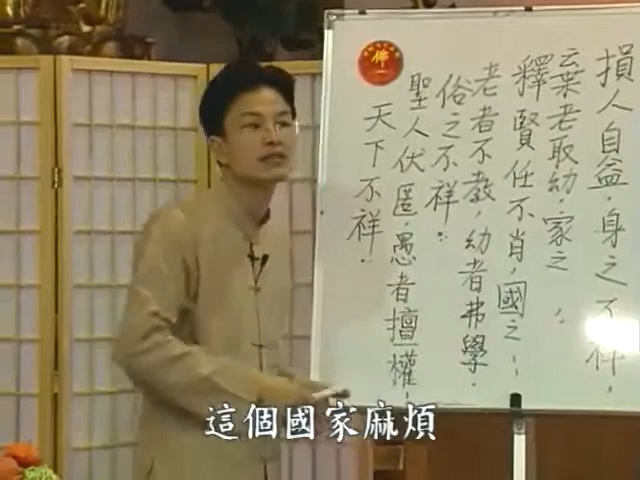 損人自益,身之不祥,
棄老取幼,家之〃
釋賢任不肖,國之〃
老者不教,幼者弗學,
俗之不祥:
聖人伏匿,愚者擅權,
天下不祥!
佛
這個國家麻煩